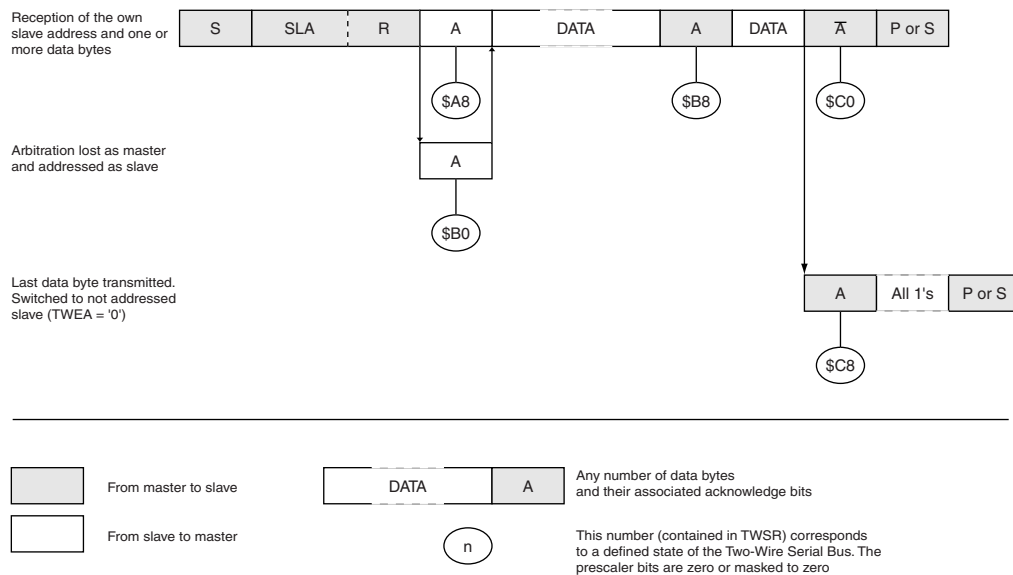 Reception of the own
slave address and one or
more data bytes
S SLA R A DATA A DATA A̅ P or S
$A8 $B8 $C0
Arbitration lost as master
and addressed as slave
A
$B0
Last data byte transmitted.
Switched to not addressed
slave (TWEA = '0')
A All 1's P or S
$C8
From master to slave
DATA A
Any number of data bytes
and their associated acknowledge bits
From slave to master
n
This number (contained in TWSR) corresponds
to a defined state of the Two-Wire Serial Bus. The
prescaler bits are zero or masked to zero